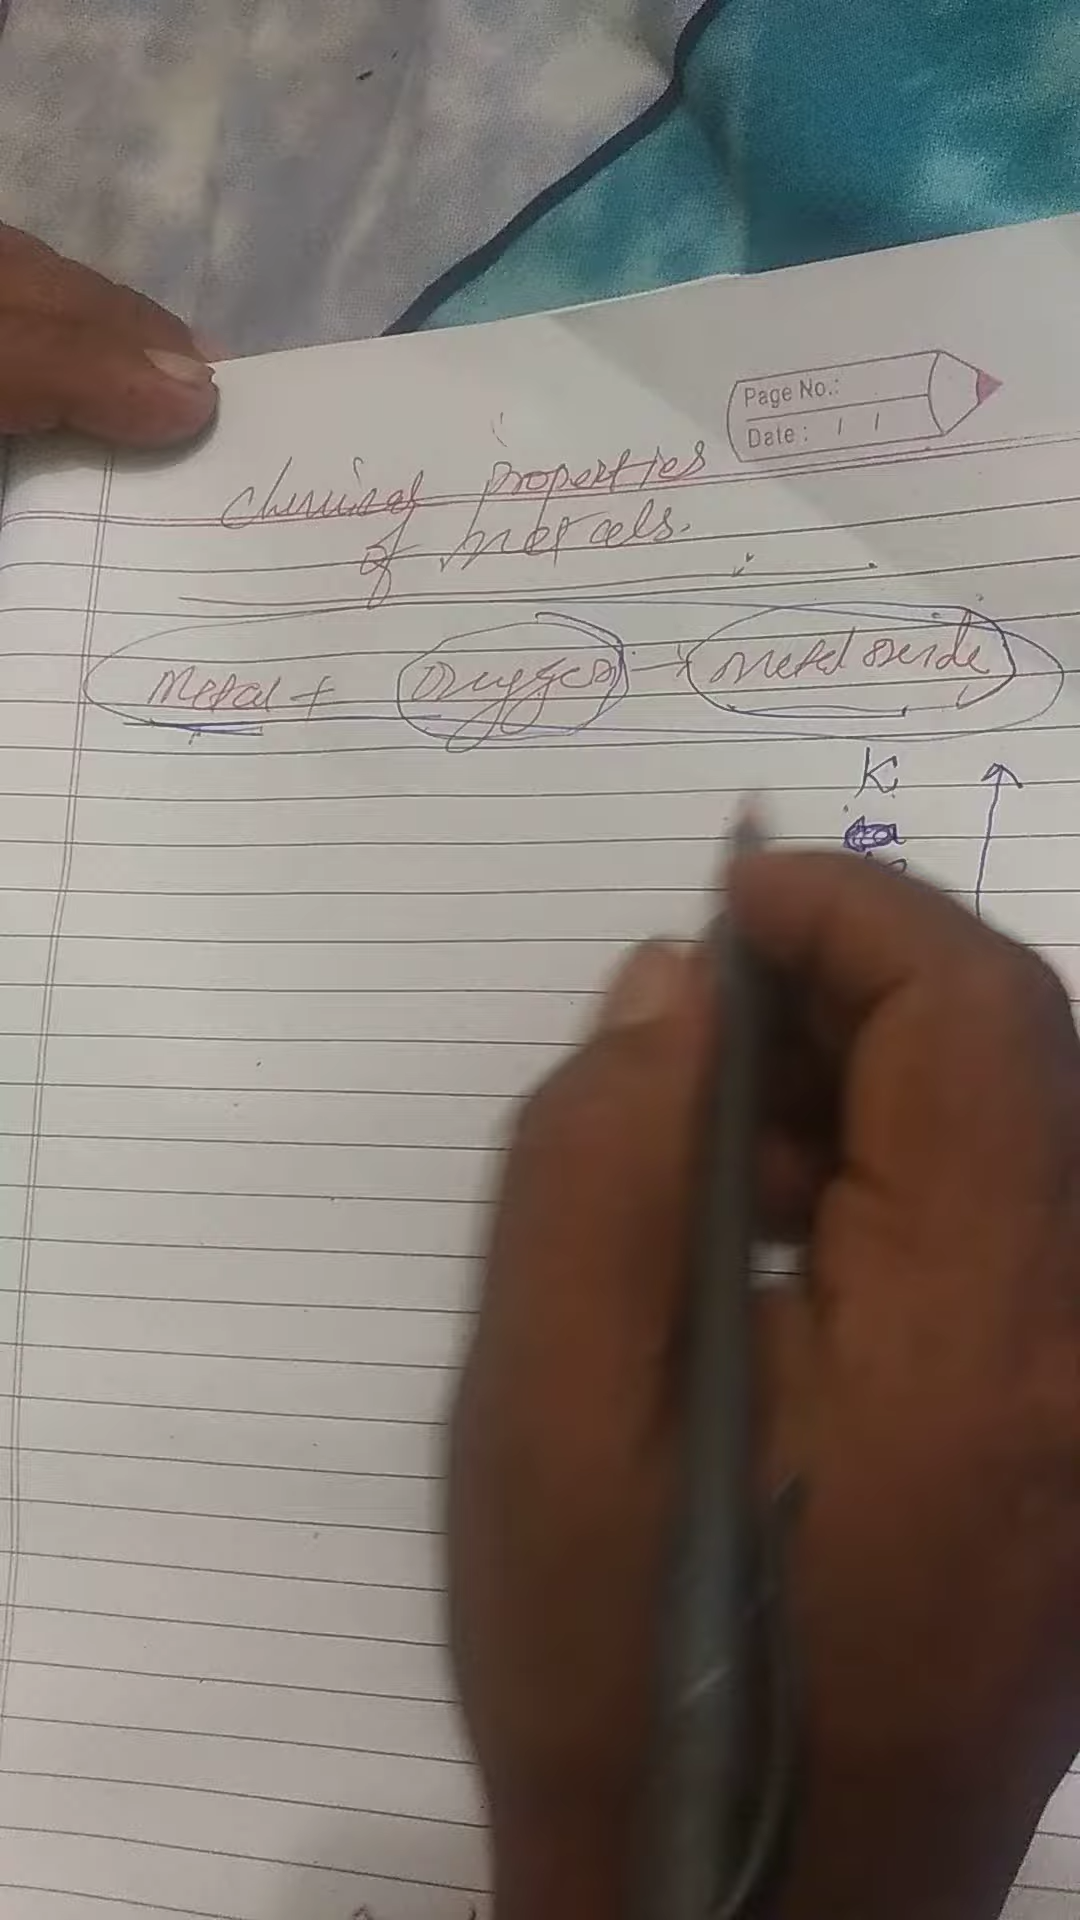 Page No.:
Date: / /
Chemical properties
of metals.
Metal + Oxygen → Metal oxide
K